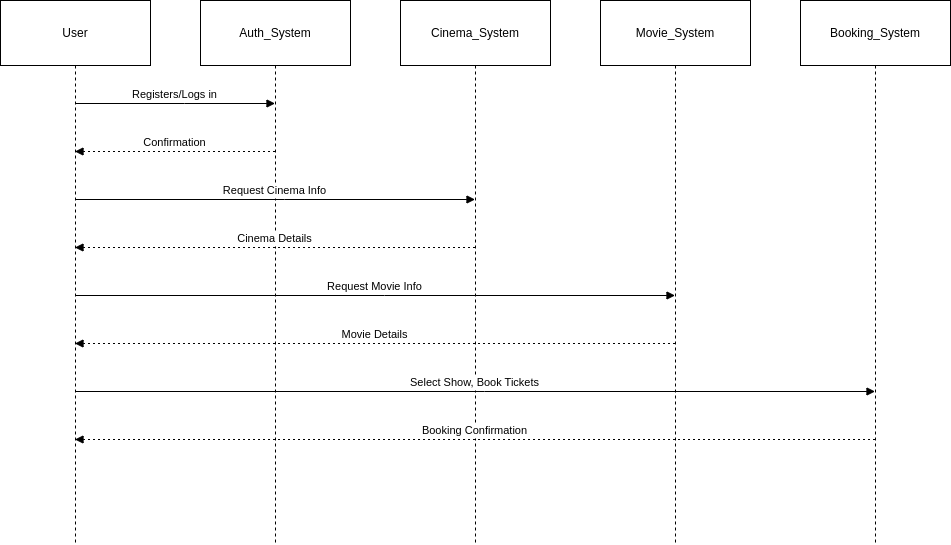 User
Auth_System
Cinema_System
Movie_System
Booking_System
Registers/Logs in
Confirmation
Request Cinema Info
Cinema Details
Request Movie Info
Movie Details
Select Show, Book Tickets
Booking Confirmation